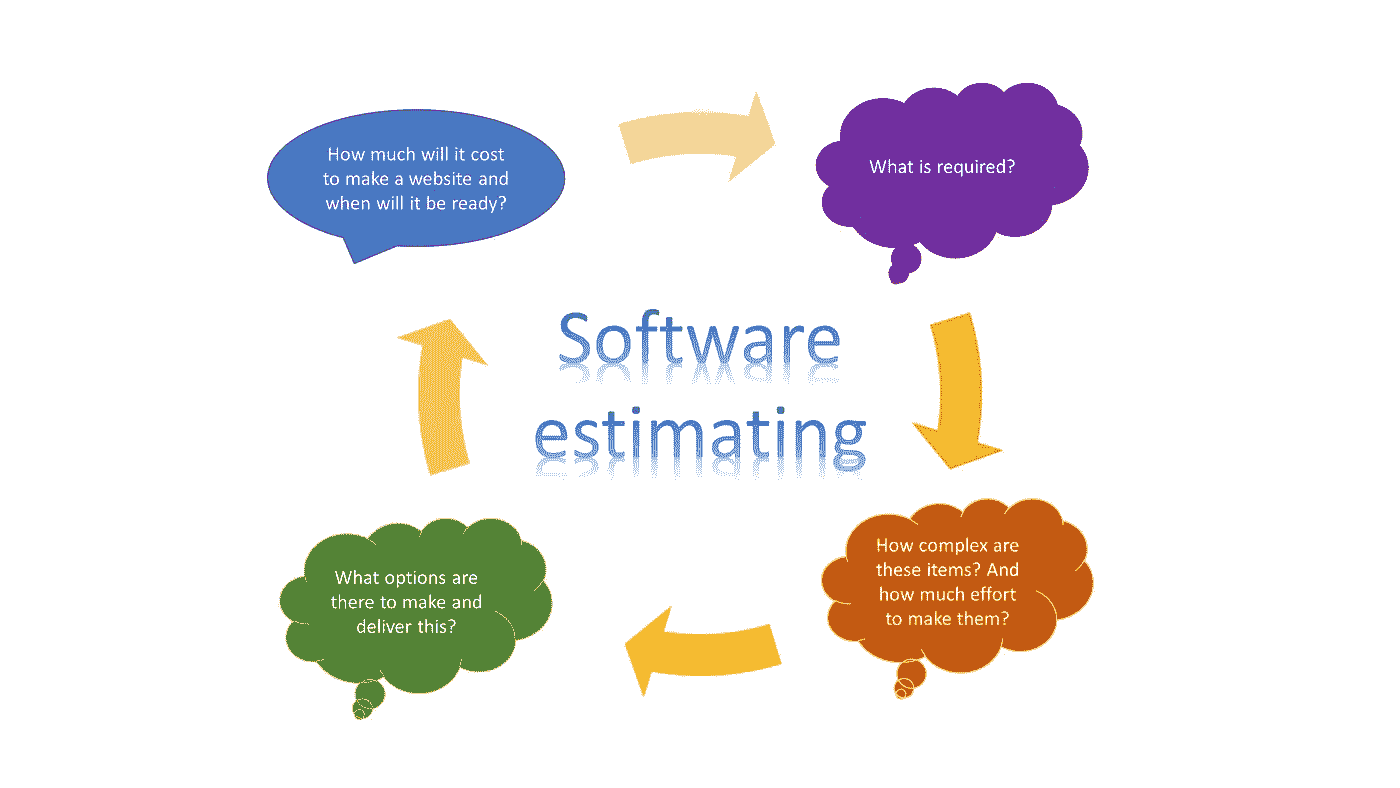 How much will it cost
to make a website and
when will it be ready?
What is required?
Software
estimating
What options are
there to make and
deliver this?
How complex are
these items? And
how much effort
to make them?